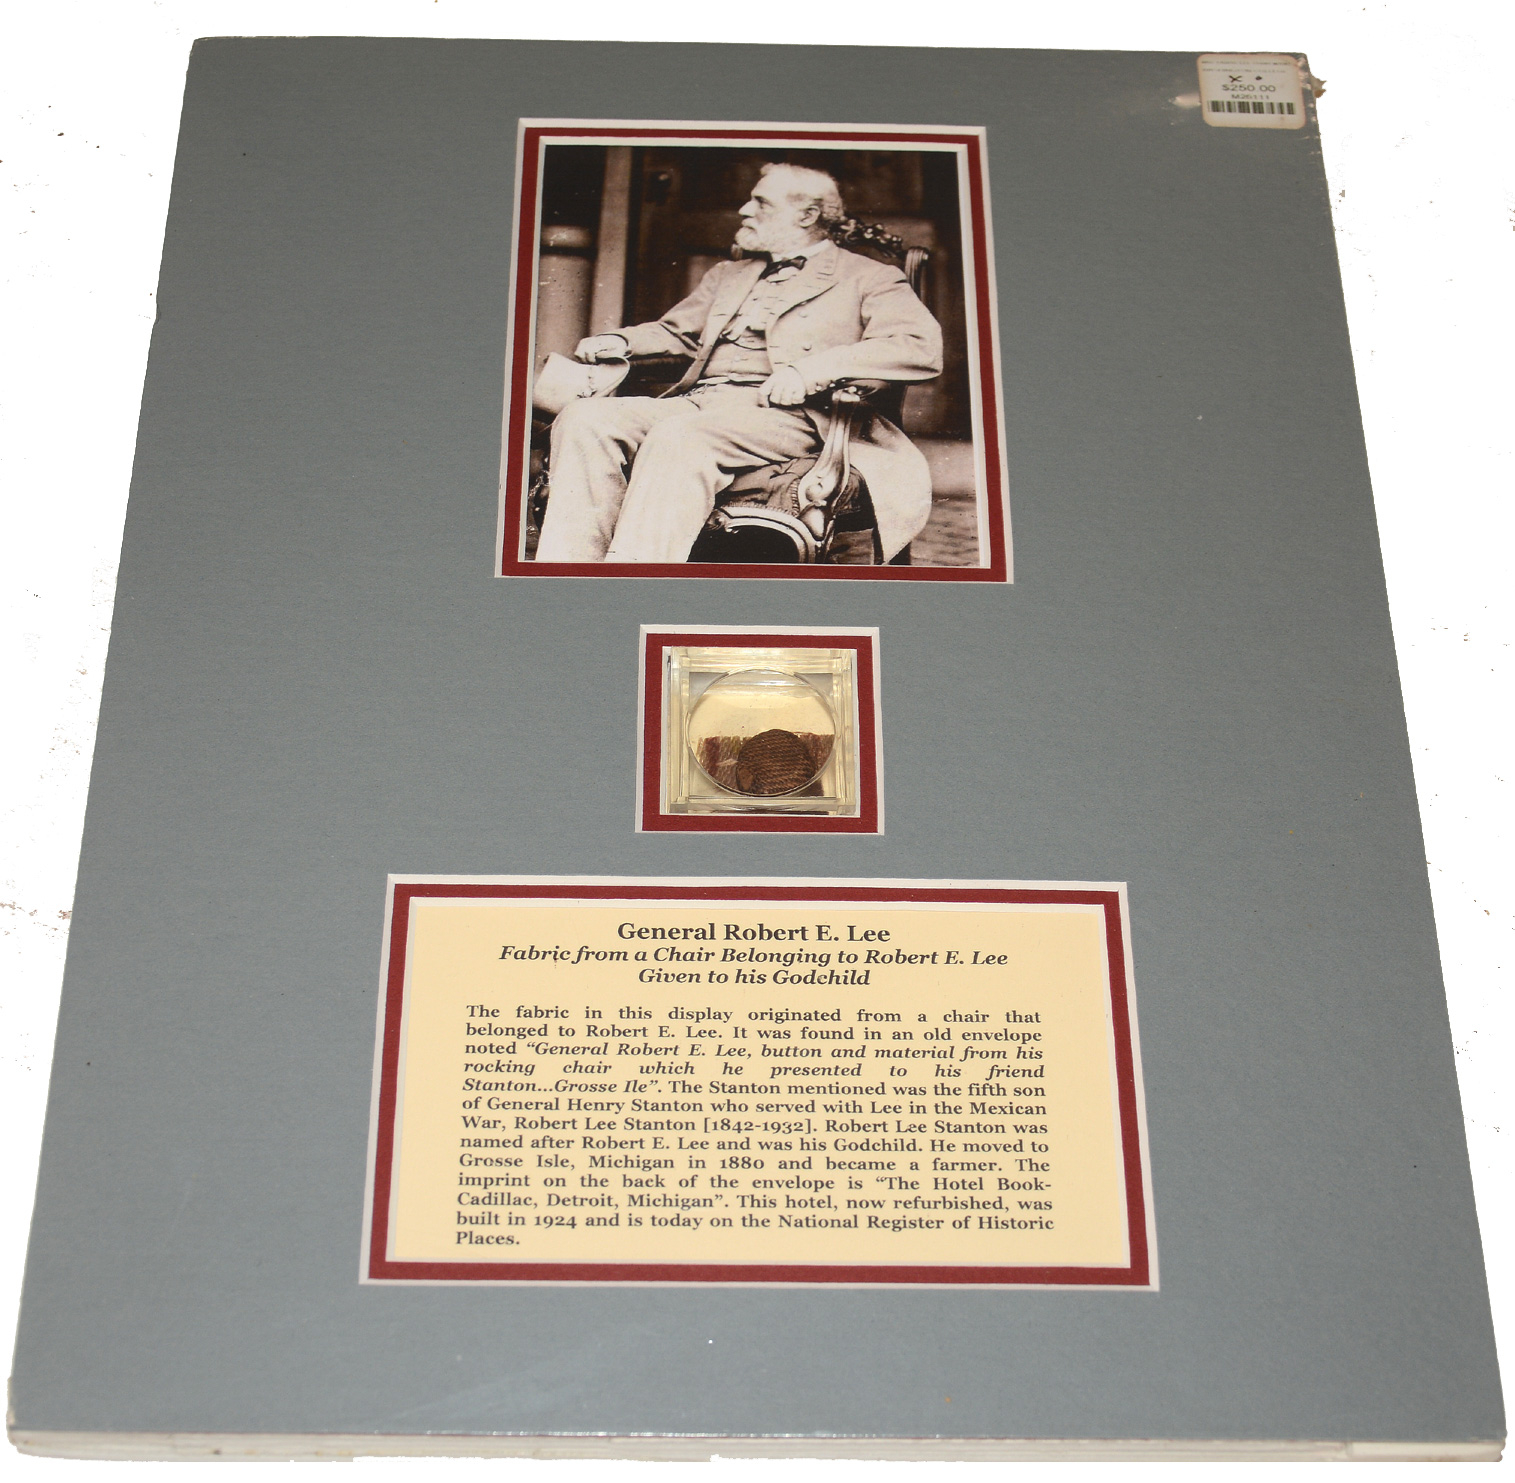 $250.00
M26111
General Robert E. Lee
Fabric from a Chair Belonging to Robert E. Lee
Given to his Godchild
The fabric in this display originated from a chair that
belonged to Robert E. Lee. It was found in an old envelope
noted “General Robert E. Lee, button and material from his
rocking chair which he presented to his friend
Stanton...Grosse Ile”. The Stanton mentioned was the fifth son
of General Henry Stanton who served with Lee in the Mexican
War, Robert Lee Stanton [1842-1932]. Robert Lee Stanton was
named after Robert E. Lee and was his Godchild. He moved to
Grosse Isle, Michigan in 1880 and became a farmer. The
imprint on the back of the envelope is “The Hotel Book-
Cadillac, Detroit, Michigan”. This hotel, now refurbished, was
built in 1924 and is today on the National Register of Historic
Places.